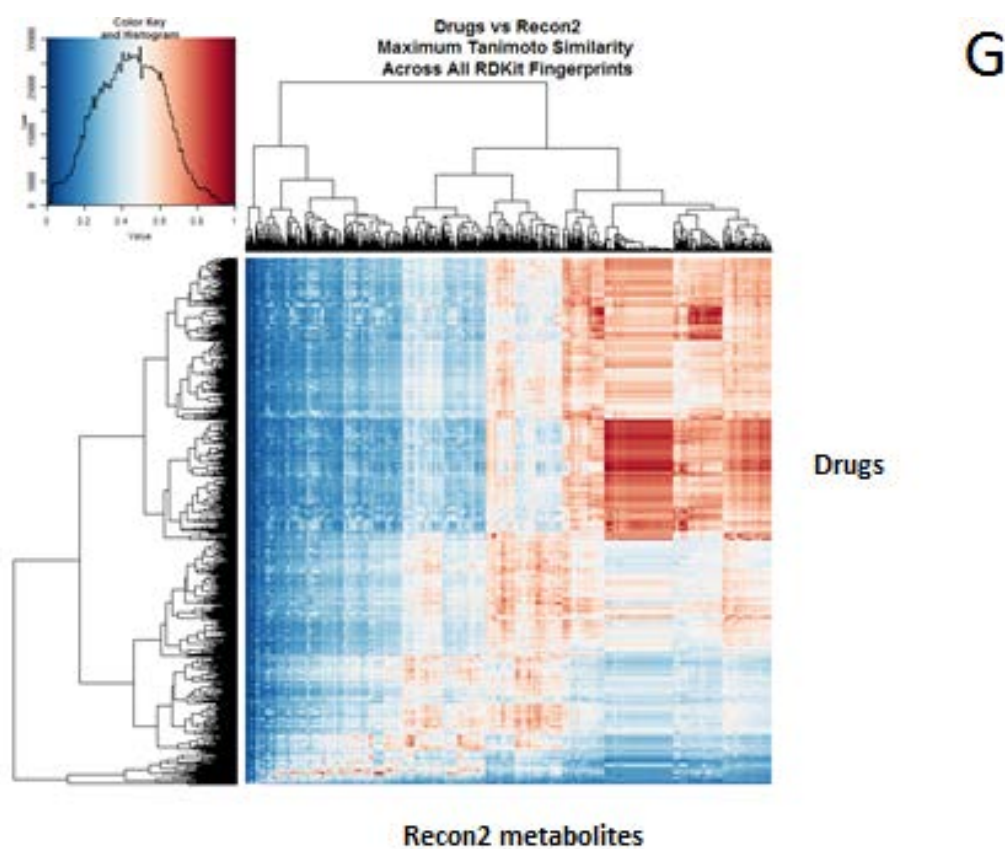 Color Key
and Histogram
0 0.2 0.4 0.6 0.8 1
Value
Drugs vs Recon2
Maximum Tanimoto Similarity
Across All RDKit Fingerprints
G
Drugs
Recon2 metabolites